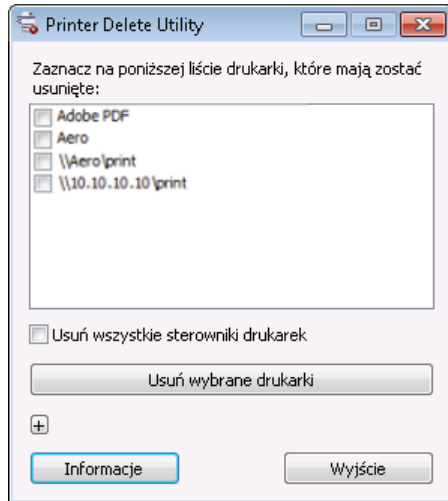 Printer Delete Utility
Zaznacz na poniższej liście drukarki, które mają zostać
usunięte:
Adobe PDF
Aero
\\Aero\print
\\10.10.10.10\print
Usuń wszystkie sterowniki drukarek
Usuń wybrane drukarki
Informacje
Wyjście